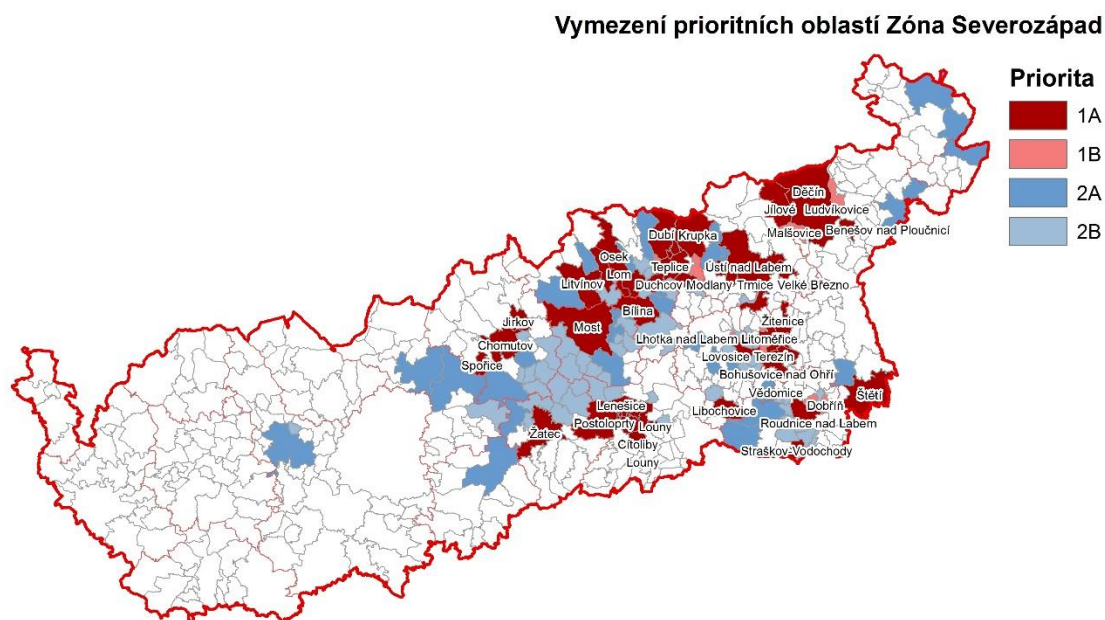 Vymezení prioritních oblastí Zóna Severozápad
Priorita
1A
1B
2A
2B
Děčín
Jílové Ludvíkovice
Malšovice Benešov nad Ploučnicí
Dubí Krupka
Osek
Teplice Ústí nad Labem
Lom
Litvínov Duchcov Modlany Trmice Velké Březno
Bílina
Jirkov Most Žitenice
Chomutov Lhotka nad Labem Litoměřice
Spořice Lovosice Terezín
Bohušovice nad Ohří
Vědomice Štětí
Lenešice Libochovice Dobříň
Žatec Postoloprty Louny Roudnice nad Labem
Cítoliby Straškov-Vodochody
Louny